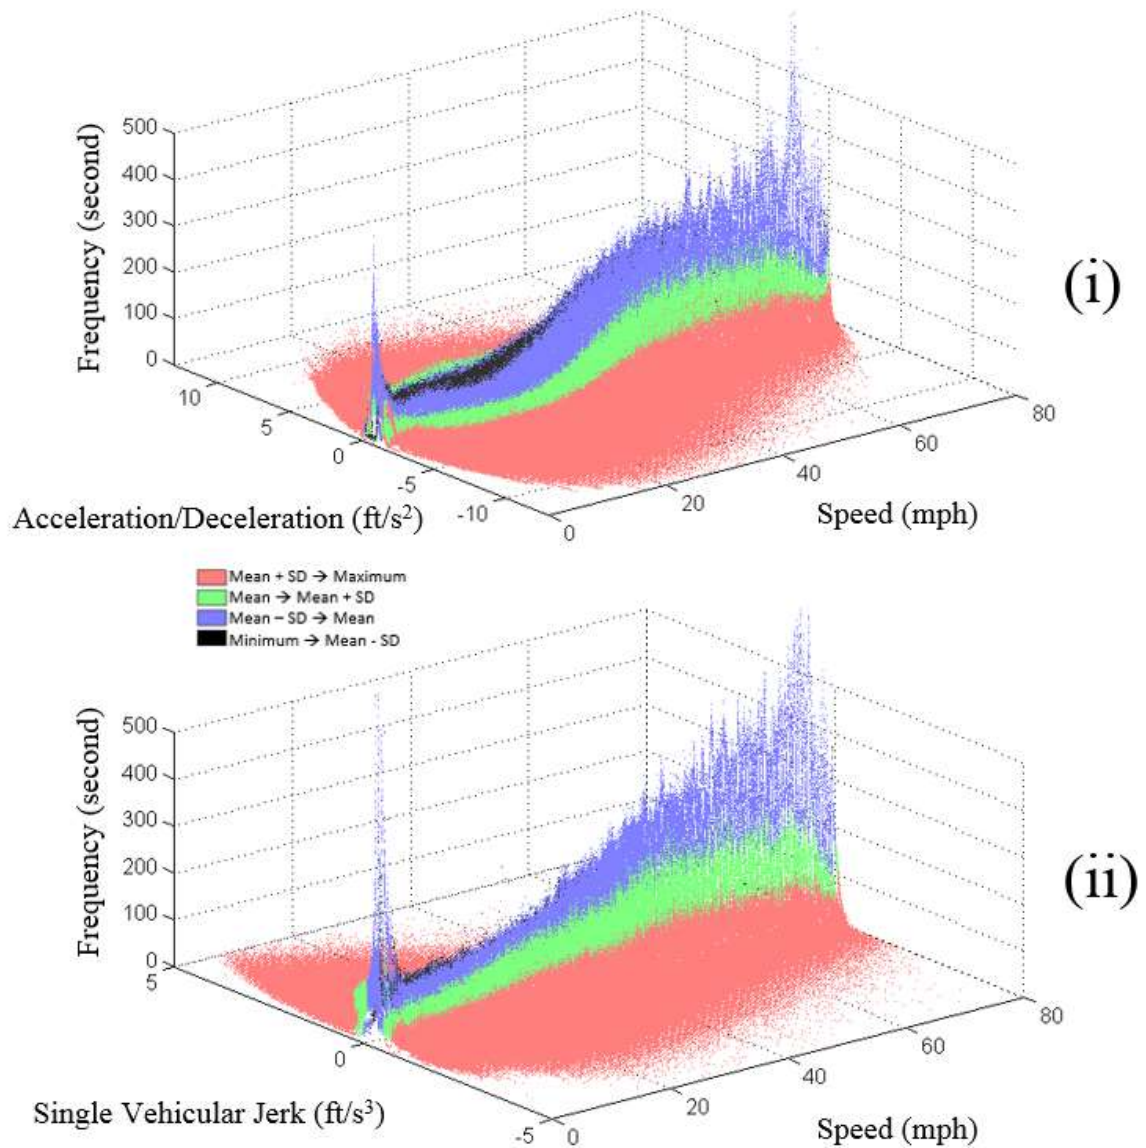 500
400
300
200
100
0
Frequency (second)
10
5
0
-5
-10
Acceleration/Deceleration (ft/s²)
0
20
40
60
80
Speed (mph)
(i)
Mean + SD → Maximum
Mean → Mean + SD
Mean – SD → Mean
Minimum → Mean - SD
500
400
300
200
100
0
Frequency (second)
5
0
-5
Single Vehicular Jerk (ft/s³)
0
20
40
60
80
Speed (mph)
(ii)